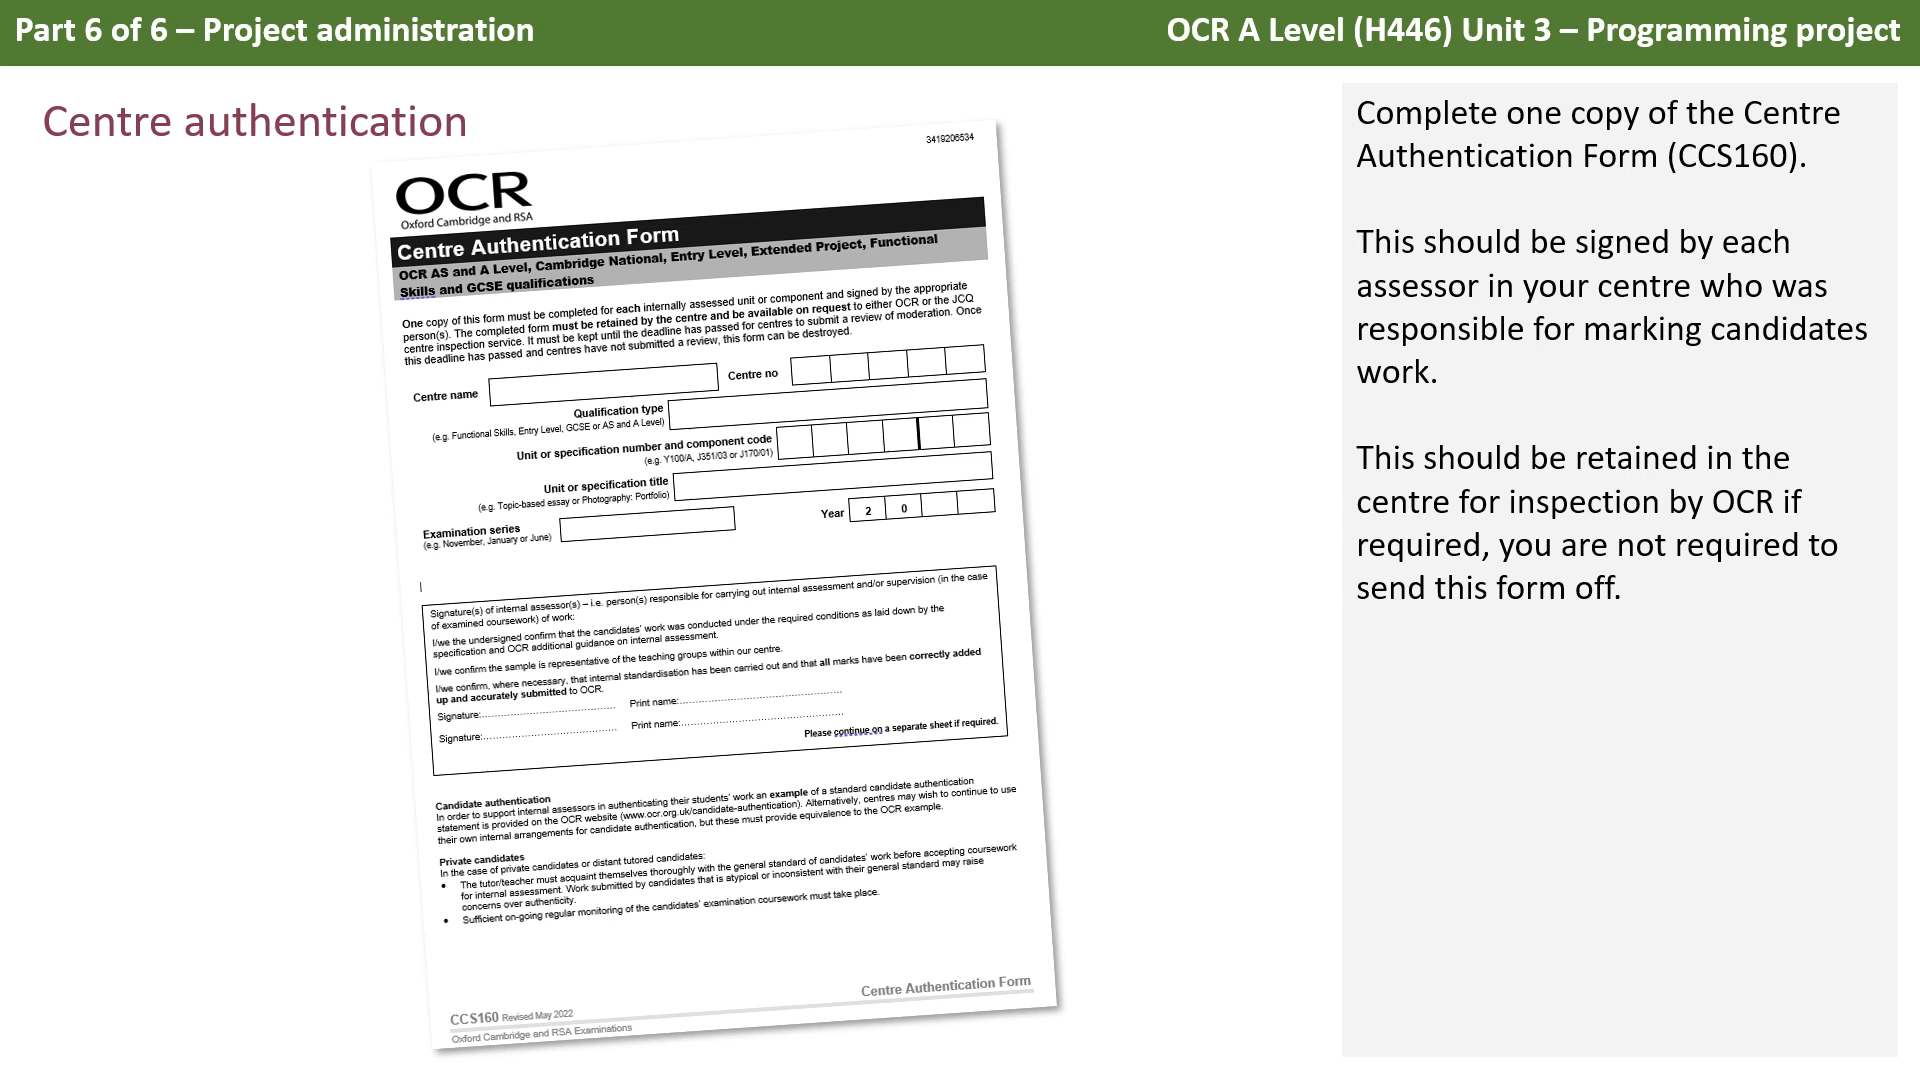 Part 6 of 6 – Project administration
OCR A Level (H446) Unit 3 – Programming project
Centre authentication
3419206534
OCR
Oxford Cambridge and RSA
Centre Authentication Form
OCR AS and A Level, Cambridge National, Entry Level, Extended Project, Functional
Skills and GCSE qualifications
One copy of this form must be completed for each internally assessed unit or component and signed by the appropriate
person(s). The completed form must be retained by the centre and be available on request to either OCR or the JCQ
centre inspection service. It must be kept until the deadline has passed for centres to submit a review of moderation. Once
this deadline has passed and centres have not submitted a review, this form can be destroyed.
Centre name
Centre no
Qualification type
(e.g. Functional Skills, Entry Level, GCSE or AS and A Level)
Unit or specification number and component code
(e.g. Y100/A, J351/03 or J170/01)
Unit or specification title
(e.g. Topic-based essay or Photography: Portfolio)
Examination series
(e.g. November, January or June)
Year 2 0
Signature(s) of internal assessor(s) – i.e. person(s) responsible for carrying out internal assessment and/or supervision (in the case
of examined coursework) of work:
I/we the undersigned confirm that the candidates' work was conducted under the required conditions as laid down by the
specification and OCR additional guidance on internal assessment.
I/we confirm the sample is representative of the teaching groups within our centre.
I/we confirm, where necessary, that internal standardisation has been carried out and that all marks have been correctly added
up and accurately submitted to OCR.
Signature:.......................................... Print name:..................................................
Signature:.......................................... Print name:..................................................
Please continue on a separate sheet if required.
Candidate authentication
In order to support internal assessors in authenticating their students' work an example of a standard candidate authentication
statement is provided on the OCR website (www.ocr.org.uk/candidate-authentication). Alternatively, centres may wish to continue to use
their own internal arrangements for candidate authentication, but these must provide equivalence to the OCR example.
Private candidates
In the case of private candidates or distant tutored candidates:
• The tutor/teacher must acquaint themselves thoroughly with the general standard of candidates' work before accepting coursework
for internal assessment. Work submitted by candidates that is atypical or inconsistent with their general standard may raise
concerns over authenticity.
• Sufficient on-going regular monitoring of the candidates' examination coursework must take place.
Centre Authentication Form
CCS160 Revised May 2022
Oxford Cambridge and RSA Examinations
Complete one copy of the Centre
Authentication Form (CCS160).
This should be signed by each
assessor in your centre who was
responsible for marking candidates
work.
This should be retained in the
centre for inspection by OCR if
required, you are not required to
send this form off.